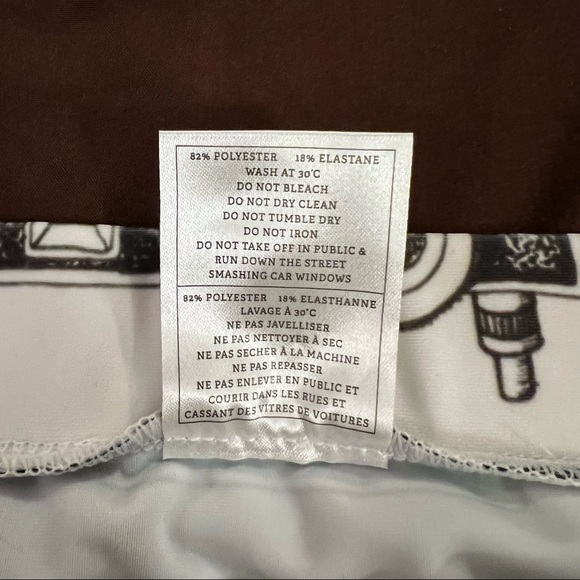 82% POLYESTER 18% ELASTANE
WASH AT 30°C
DO NOT BLEACH
DO NOT DRY CLEAN
DO NOT TUMBLE DRY
DO NOT IRON
DO NOT TAKE OFF IN PUBLIC &
RUN DOWN THE STREET
SMASHING CAR WINDOWS
82% POLYESTER 18% ELASTHANNE
LAVAGE À 30°C
NE PAS JAVELLISER
NE PAS NETTOYER À SEC
NE PAS SECHER À LA MACHINE
NE PAS REPASSER
NE PAS ENLEVER EN PUBLIC ET
COURIR DANS LES RUES ET
CASSANT DES VITRES DE VOITURES